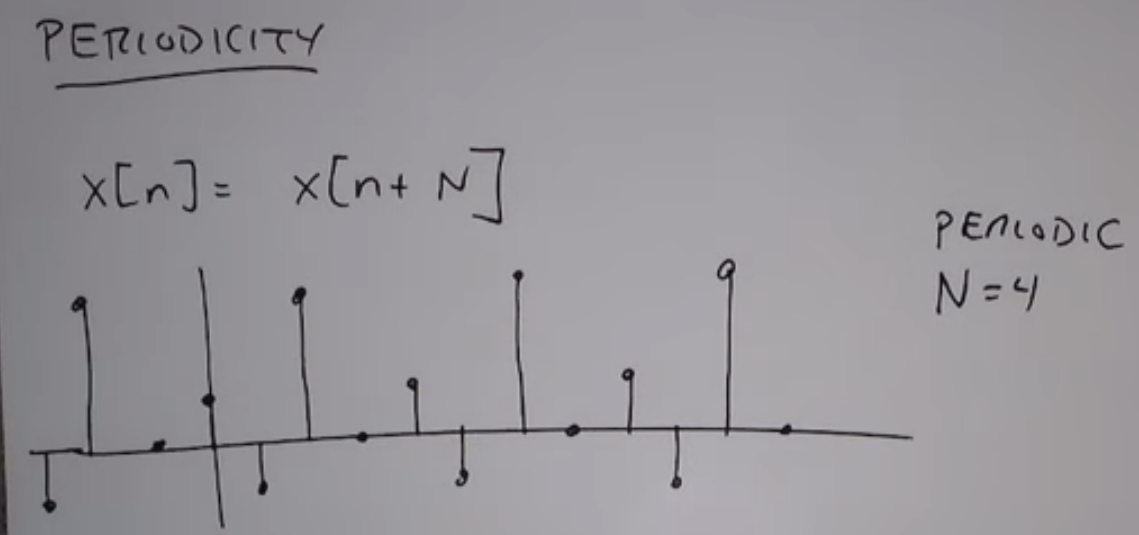 PERIODICITY
x[n] = x[n+ N]
PERIODIC
N=4